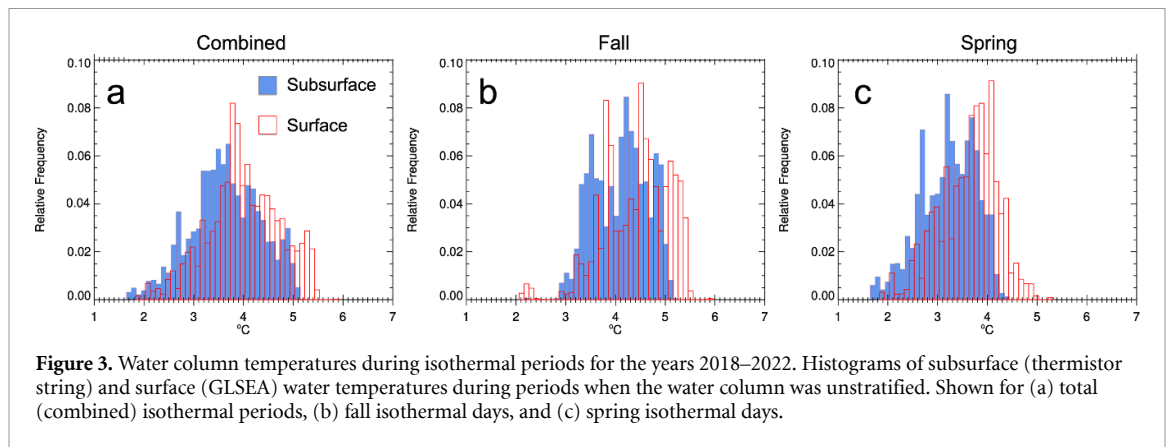 Combined
Fall
Spring
a
b
c
Subsurface
Surface
Relative Frequency
0.10
0.08
0.06
0.04
0.02
0.00
1 2 3 4 5 6 7
°C
Relative Frequency
0.10
0.08
0.06
0.04
0.02
0.00
1 2 3 4 5 6 7
°C
Relative Frequency
0.10
0.08
0.06
0.04
0.02
0.00
1 2 3 4 5 6 7
°C
Figure 3. Water column temperatures during isothermal periods for the years 2018–2022. Histograms of subsurface (thermistor
string) and surface (GLSEA) water temperatures during periods when the water column was unstratified. Shown for (a) total
(combined) isothermal periods, (b) fall isothermal days, and (c) spring isothermal days.